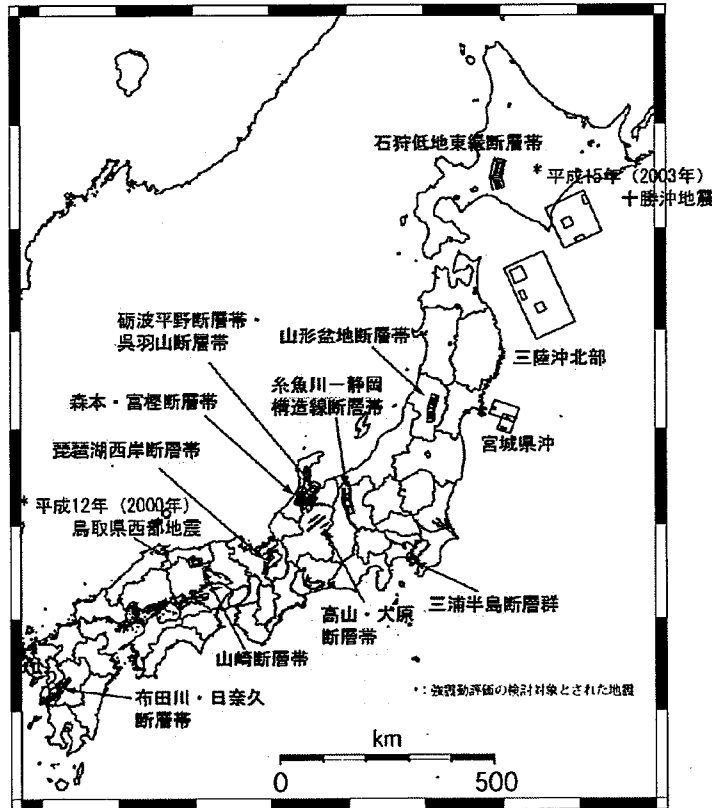 石狩低地東縁断層帯
* 平成15年(2003年)
十勝沖地震
砺波平野断層帯・
呉羽山断層帯
山形盆地断層帯
三陸沖北部
糸魚川ー静岡
構造線断層帯
森本・富樫断層帯
宮城県沖
琵琶湖西岸断層帯
* 平成12年(2000年)
鳥取県西部地震
三浦半島断層群
高山・大原
断層帯
山崎断層帯
布田川・日奈久
断層帯
*:強震動評価の検討対象とされた地震
km
0 500